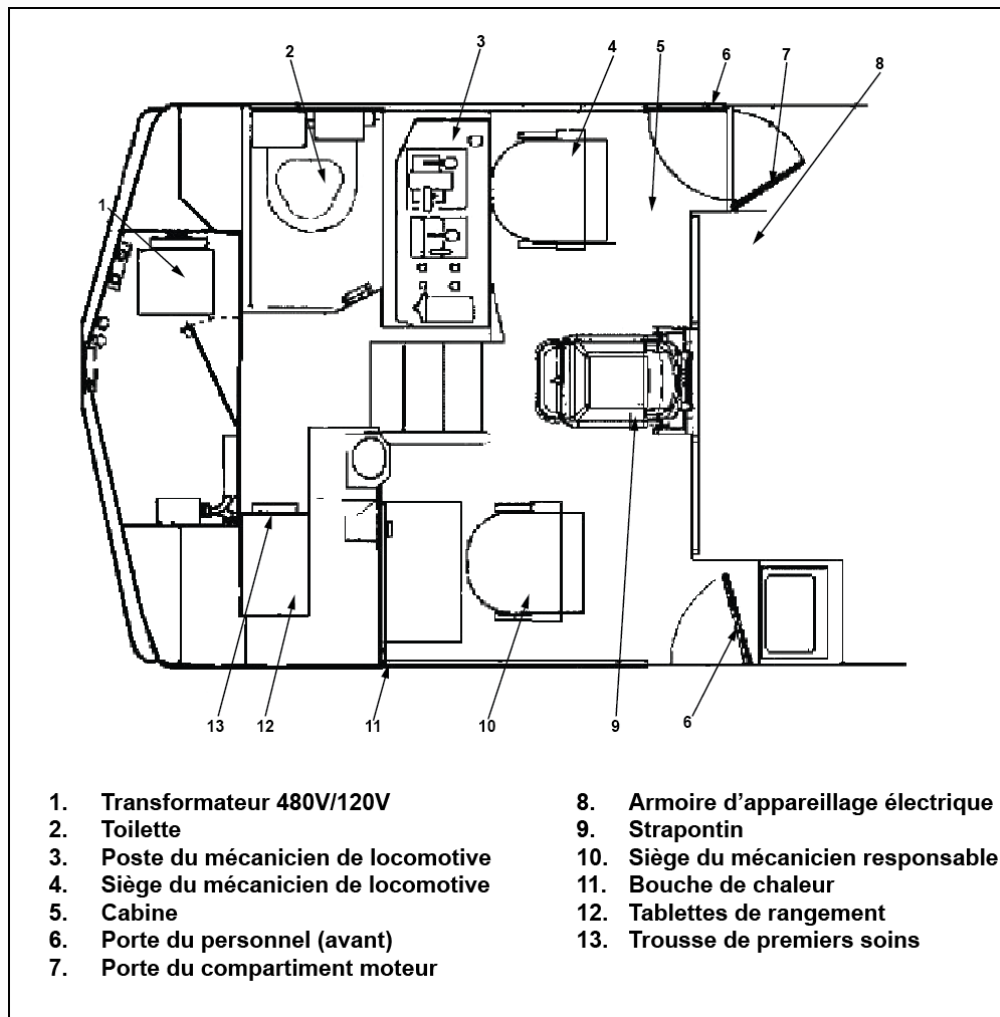 2
3
4
5
6
7
8
1
13
12
11
10
9
6
1. Transformateur 480V/120V
2. Toilette
3. Poste du mécanicien de locomotive
4. Siège du mécanicien de locomotive
5. Cabine
6. Porte du personnel (avant)
7. Porte du compartiment moteur
8. Armoire d’appareillage électrique
9. Strapontin
10. Siège du mécanicien responsable
11. Bouche de chaleur
12. Tablettes de rangement
13. Trousse de premiers soins